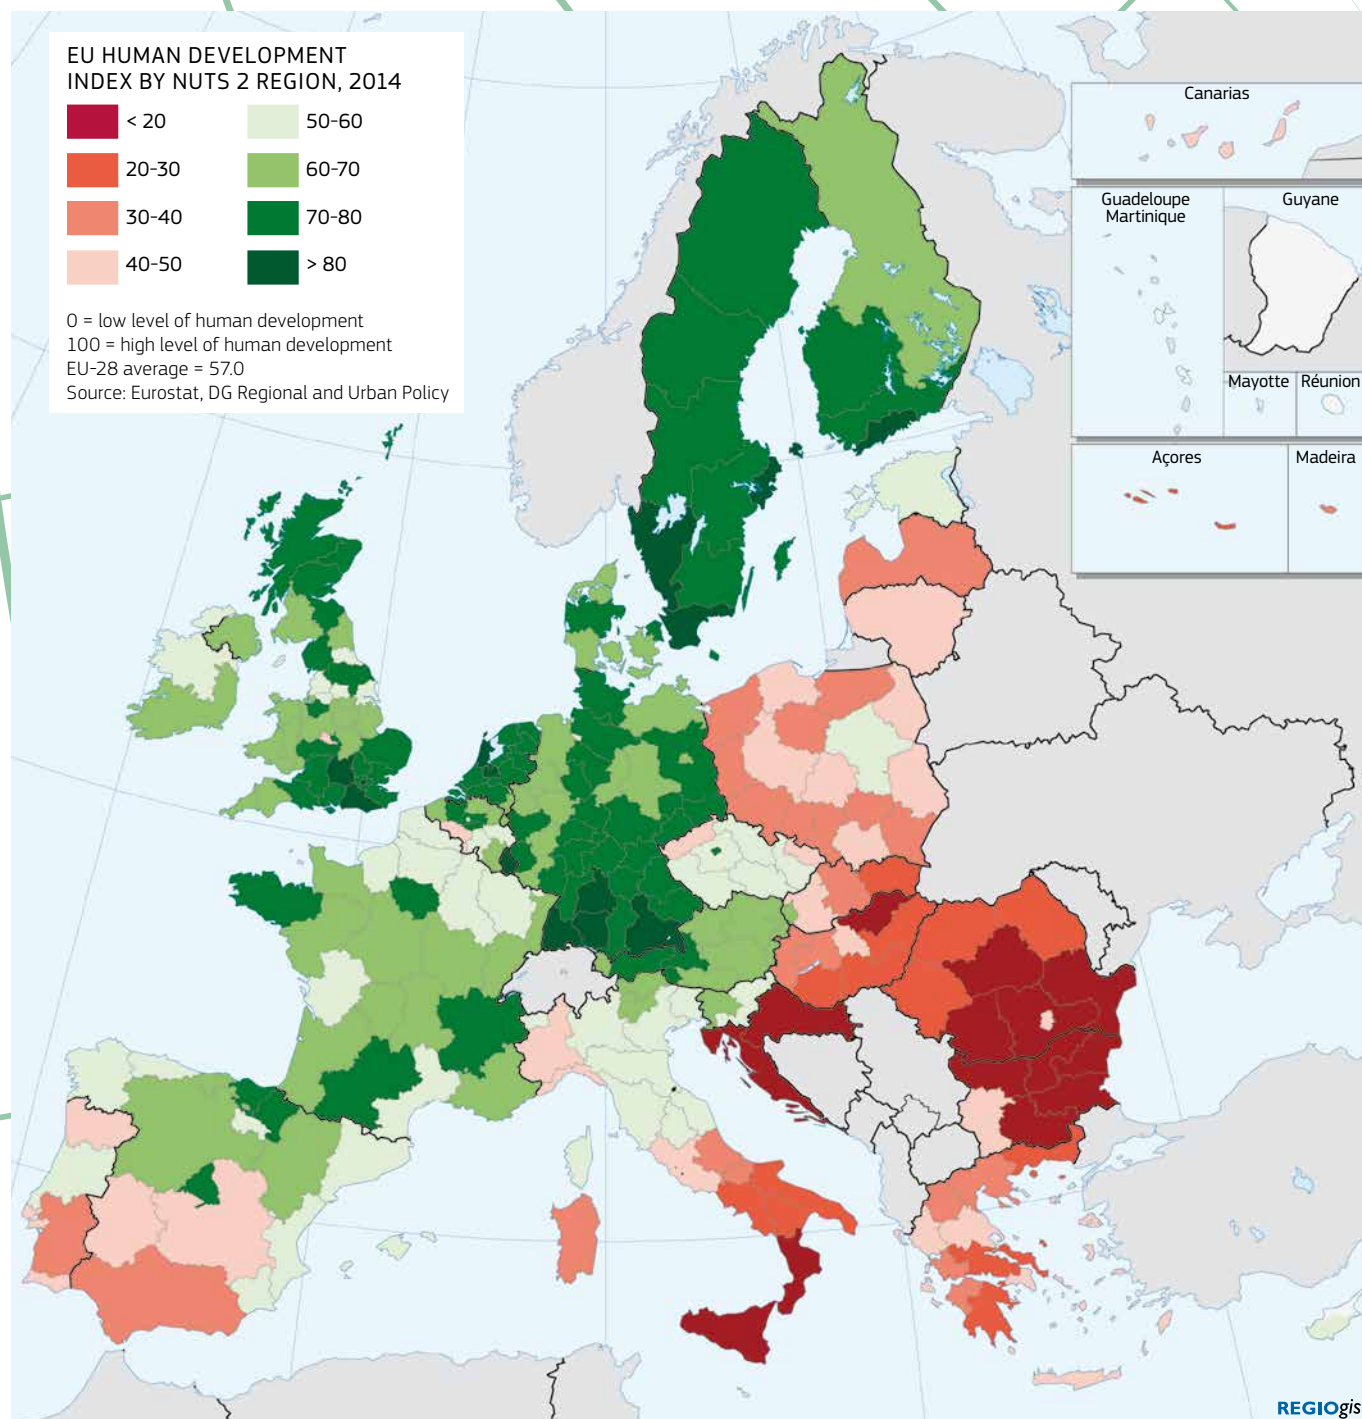 EU HUMAN DEVELOPMENT
INDEX BY NUTS 2 REGION, 2014
< 20
50-60
20-30
60-70
30-40
70-80
40-50
> 80
0 = low level of human development
100 = high level of human development
EU-28 average = 57.0
Source: Eurostat, DG Regional and Urban Policy
Canarias
Guadeloupe
Martinique
Guyane
Mayotte
Réunion
Açores
Madeira
REGIOgis